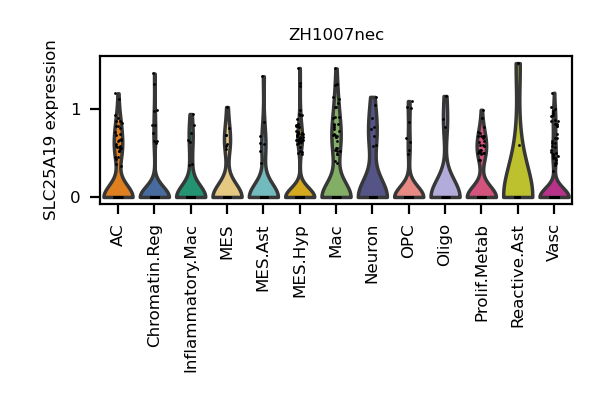 ZH1007nec
SLC25A19 expression
1
0
AC
Chromatin.Reg
Inflammatory.Mac
MES
MES.Ast
MES.Hyp
Mac
Neuron
OPC
Oligo
Prolif.Metab
Reactive.Ast
Vasc